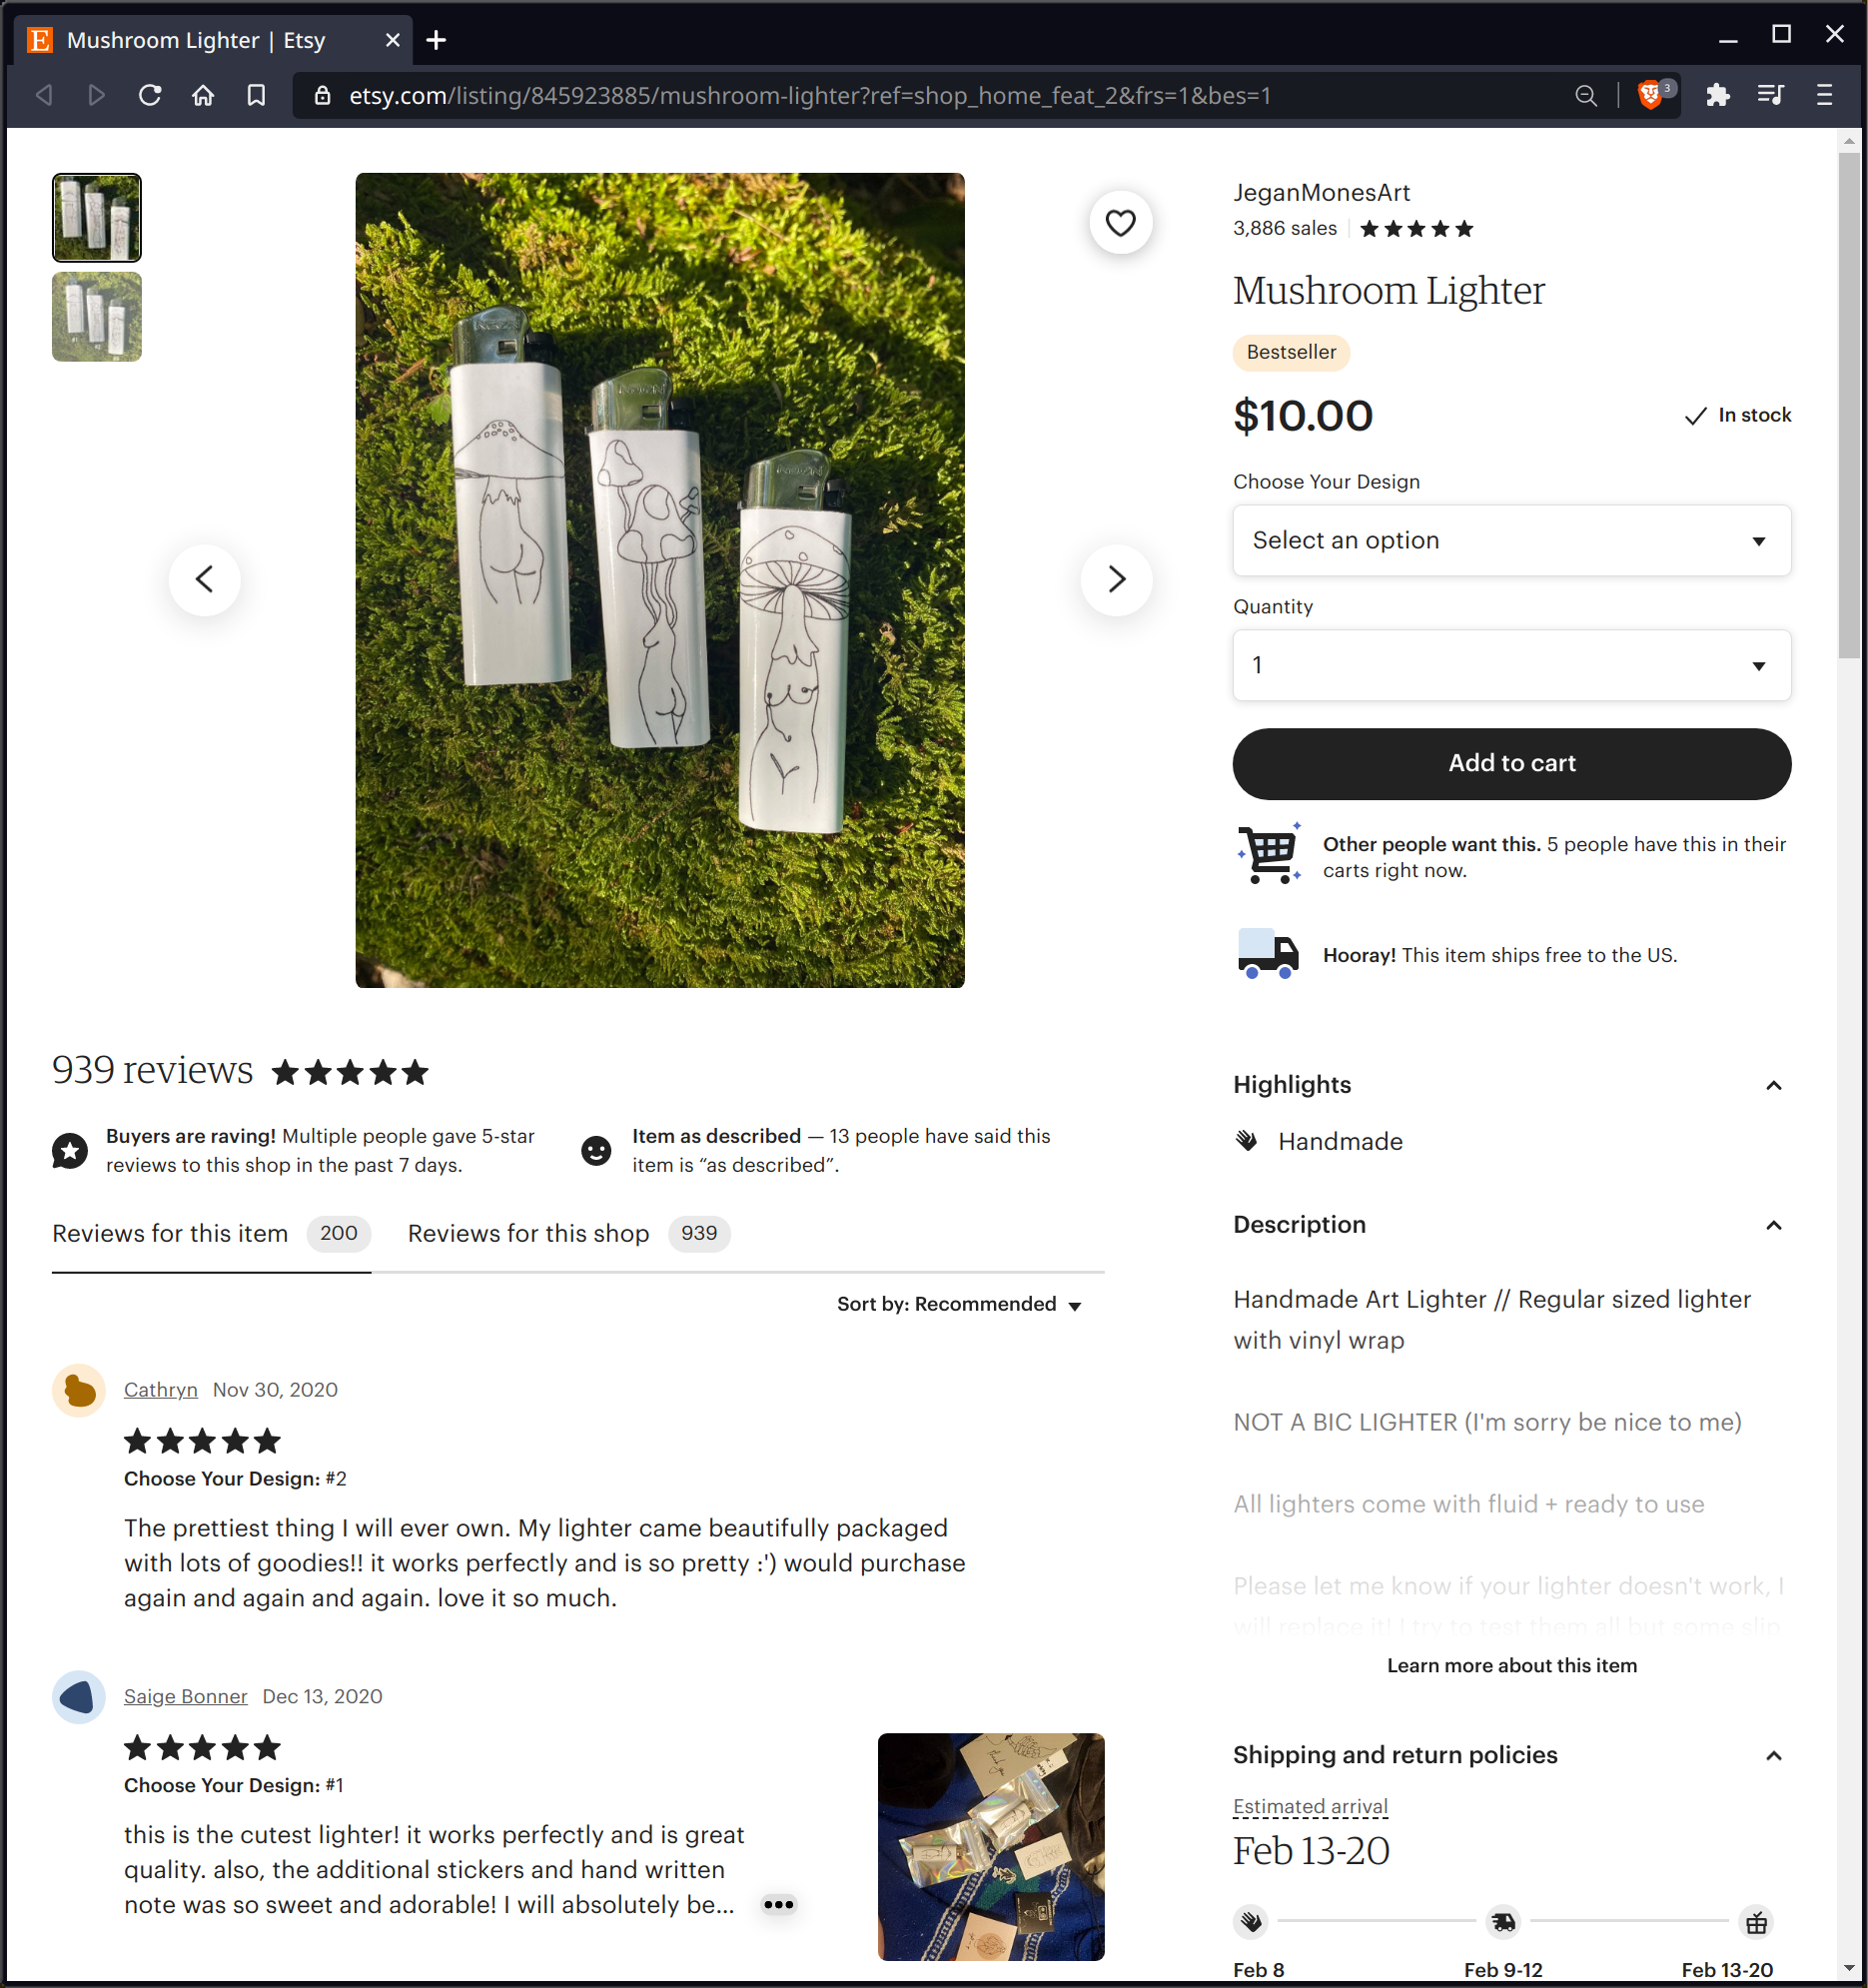 Mushroom Lighter | Etsy
etsy.com/listing/845923885/mushroom-lighter?ref=shop_home_feat_2&frs=1&bes=1
3
JeganMonesArt
3,886 sales
Mushroom Lighter
Bestseller
$10.00
In stock
Choose Your Design
Select an option
Quantity
1
Add to cart
Other people want this. 5 people have this in their
carts right now.
Hooray! This item ships free to the US.
939 reviews
Buyers are raving! Multiple people gave 5-star
reviews to this shop in the past 7 days.
Item as described — 13 people have said this
item is “as described”.
Reviews for this item 200
Reviews for this shop 939
Sort by: Recommended
Cathryn Nov 30, 2020
Choose Your Design: #2
The prettiest thing I will ever own. My lighter came beautifully packaged
with lots of goodies!! it works perfectly and is so pretty :') would purchase
again and again and again. love it so much.
Saige Bonner Dec 13, 2020
Choose Your Design: #1
this is the cutest lighter! it works perfectly and is great
quality. also, the additional stickers and hand written
note was so sweet and adorable! I will absolutely be...
Highlights
Handmade
Description
Handmade Art Lighter // Regular sized lighter
with vinyl wrap
NOT A BIC LIGHTER (I'm sorry be nice to me)
All lighters come with fluid + ready to use
Please let me know if your lighter doesn't work, I
will replace it! I try to test them all but some slip
Learn more about this item
Shipping and return policies
Estimated arrival
Feb 13-20
Feb 8
Feb 9-12
Feb 13-20